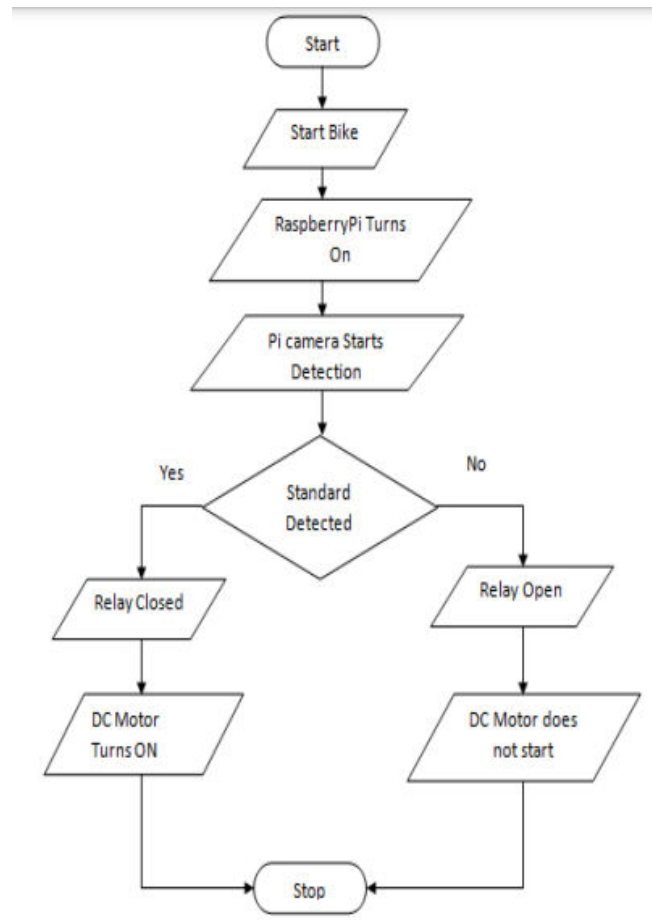 Start
Start Bike
RaspberryPi Turns
On
Pi camera Starts
Detection
Yes
No
Standard
Detected
Relay Closed
Relay Open
DC Motor
Turns ON
DC Motor does
not start
Stop